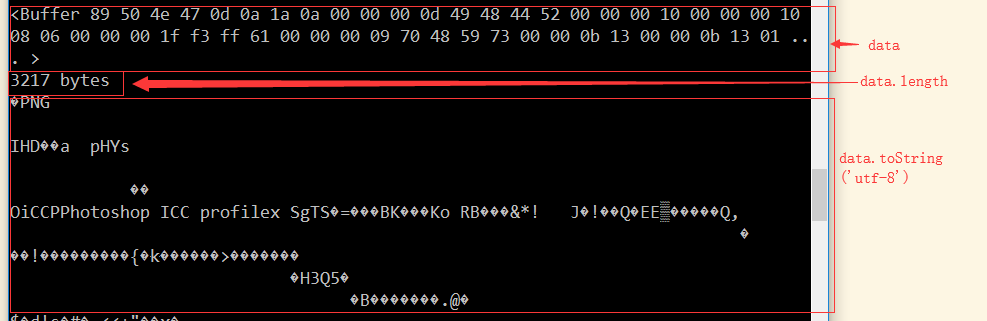 <Buffer 89 50 4e 47 0d 0a 1a 0a 00 00 00 0d 49 48 44 52 00 00 00 10 00 00 00 10
08 06 00 00 00 1f f3 ff 61 00 00 00 09 70 48 59 73 00 00 0b 13 00 00 0b 13 01 ..
. >
data
3217 bytes
data.length
�PNG
IHD��a  pHYs
data.toString
('utf-8')
��
OiCCPPhotoshop ICC profilex SgTS�=���BK���Ko RB���&*!   J�!��Q�EE▒�����Q,
�
��!���������{�k������>�������
�H3Q5�
�B�������.@�